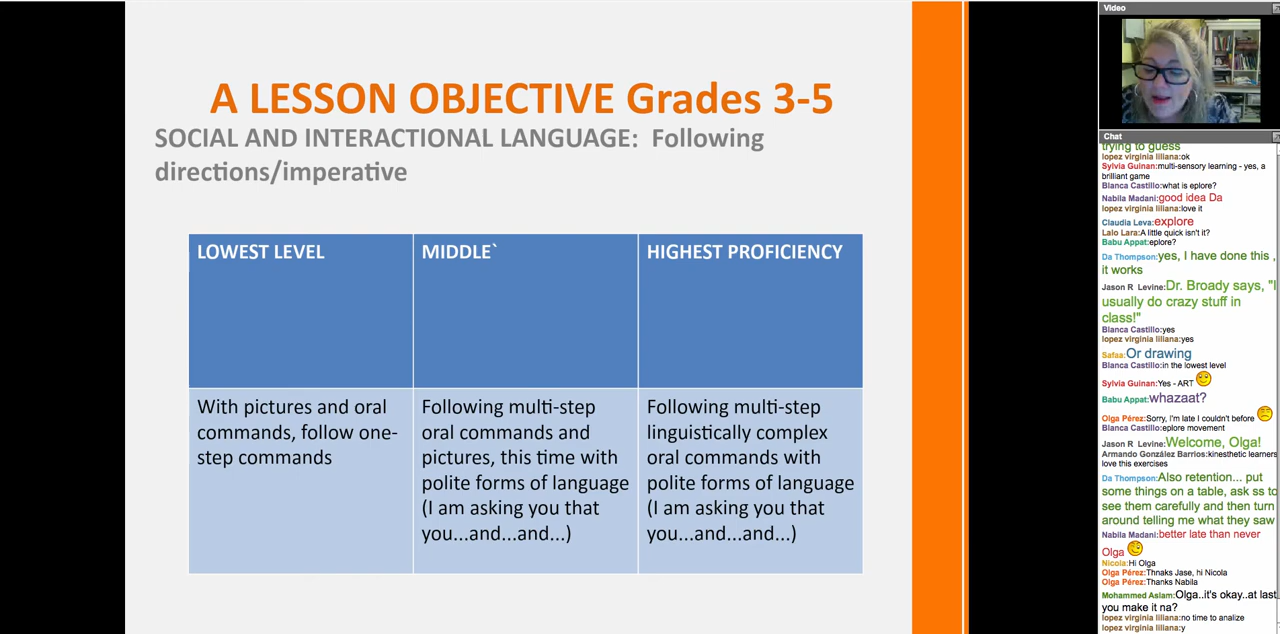 A LESSON OBJECTIVE Grades 3-5
SOCIAL AND INTERACTIONAL LANGUAGE: Following
directions/imperative
LOWEST LEVEL
MIDDLE`
HIGHEST PROFICIENCY
With pictures and oral
commands, follow one-
step commands
Following multi-step
oral commands and
pictures, this time with
polite forms of language
(I am asking you that
you...and...and...)
Following multi-step
linguistically complex
oral commands with
polite forms of language
(I am asking you that
you...and...and...)
Video
Chat
trying to guess
lopez virginia liliana:ok
Sylvia Guinan:multi-sensory learning - yes, a
brilliant game
Blanca Castillo:what is eplore?
Nabila Madani:good idea Da
lopez virginia liliana:love it
Claudia Leva:explore
Lalo Lara:A little quick isn't it?
Babu Appat:eplore?
Da Thompson:yes, I have done this ,
it works
Jason R Levine:Dr. Broady says, "I
usually do crazy stuff in
class!"
Blanca Castillo:yes
lopez virginia liliana:yes
Safaa:Or drawing
Blanca Castillo:in the lowest level
Sylvia Guinan:Yes - ART
Babu Appat:whazaat?
Olga Pérez:Sorry, i'm late I couldn't before
Blanca Castillo:eplore movement
Jason R Levine:Welcome, Olga!
Armando González Barrios:kinesthetic learners
love this exercises
Da Thompson:Also retention... put
some things on a table, ask ss to
see them carefully and then turn
around telling me what they saw
Nabila Madani:better late than never
Olga
Nicola:Hi Olga
Olga Pérez:Thnaks Jase, hi Nicola
Olga Pérez:Thanks Nabila
Mohammed Aslam:Olga..it's okay..at last
you make it na?
lopez virginia liliana:no time to analize
lopez virginia liliana:y